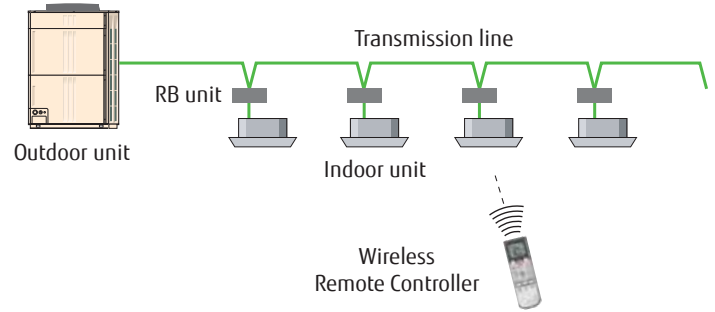 Transmission line
RB unit
Outdoor unit
Indoor unit
Wireless
Remote Controller